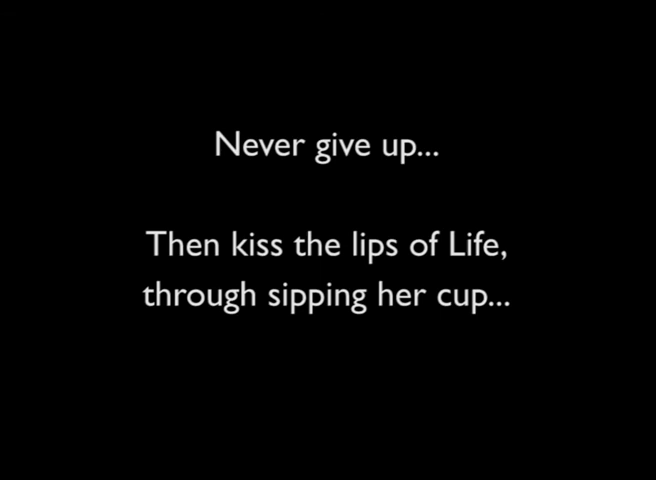 Never give up...
Then kiss the lips of Life,
through sipping her cup...